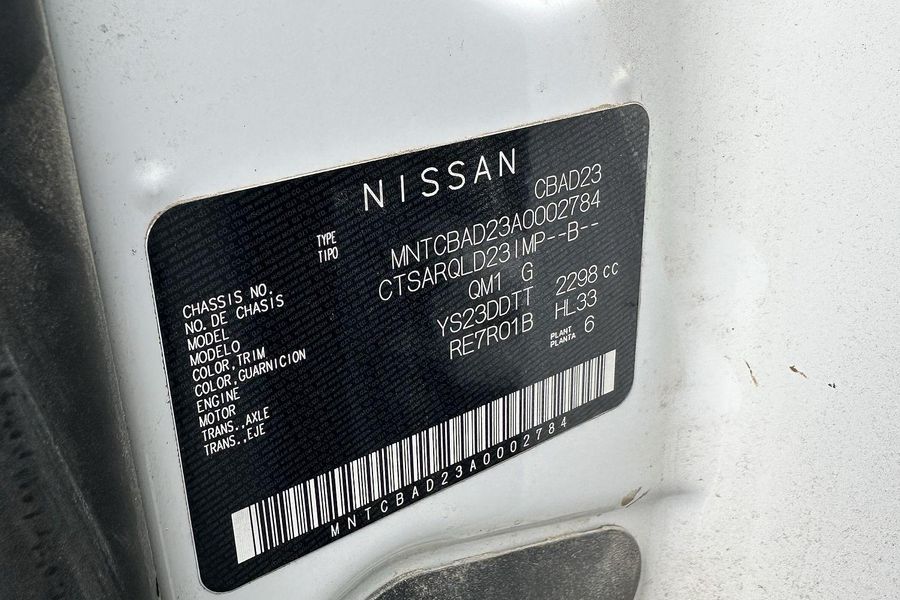 NISSAN
TYPE CBAD23
TIPO
CHASSIS NO. MNTCBAD23A0002784
NO. DE CHASIS
MODEL CTSARQLD23IMP--B--
MODELO
COLOR,TRIM QM1 G
COLOR,GUARNICION
ENGINE YS23DDTT 2298 cc
MOTOR
TRANS.,AXLE RE7R01B HL33
TRANS.,EJE
PLANT 6
PLANTA
MNTCBAD23A0002784